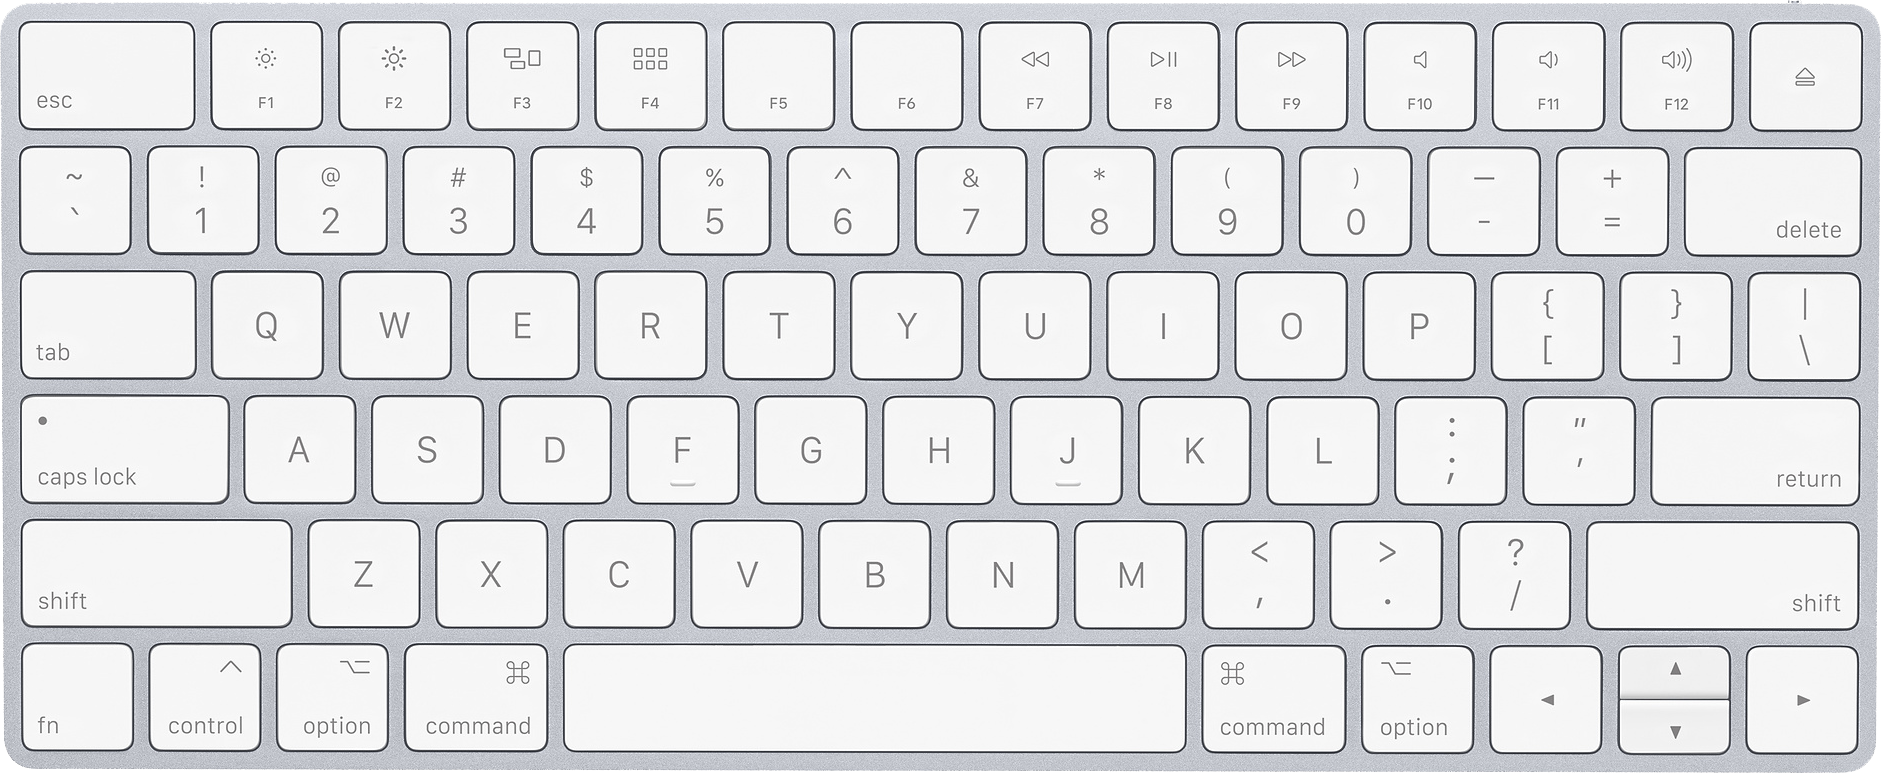 esc F1 F2 F3 F4 F5 F6 F7 F8 F9 F10 F11 F12
~ ! @ # $ % ^ & * ( ) — +
` 1 2 3 4 5 6 7 8 9 0 - = delete
tab Q W E R T Y U I O P { } |
[ ] \
caps lock A S D F G H J K L : "
; ' return
shift Z X C V B N M < > ?
, . / shift
^ ⌥ ⌘ ⌘ ⌥
fn control option command command option ◀ ▲ ▼ ▶